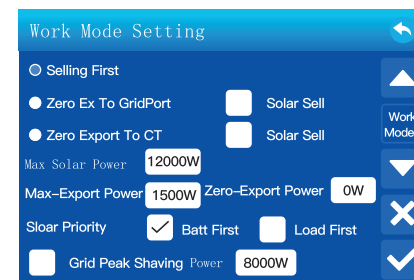 Work Mode Setting
Selling First
Zero Ex To GridPort Solar Sell
Work Mode
Zero Export To CT Solar Sell
Max Solar Power 12000W
Max-Export Power 1500W Zero-Export Power 0W
Sloar Priority Batt First Load First
Grid Peak Shaving Power 8000W